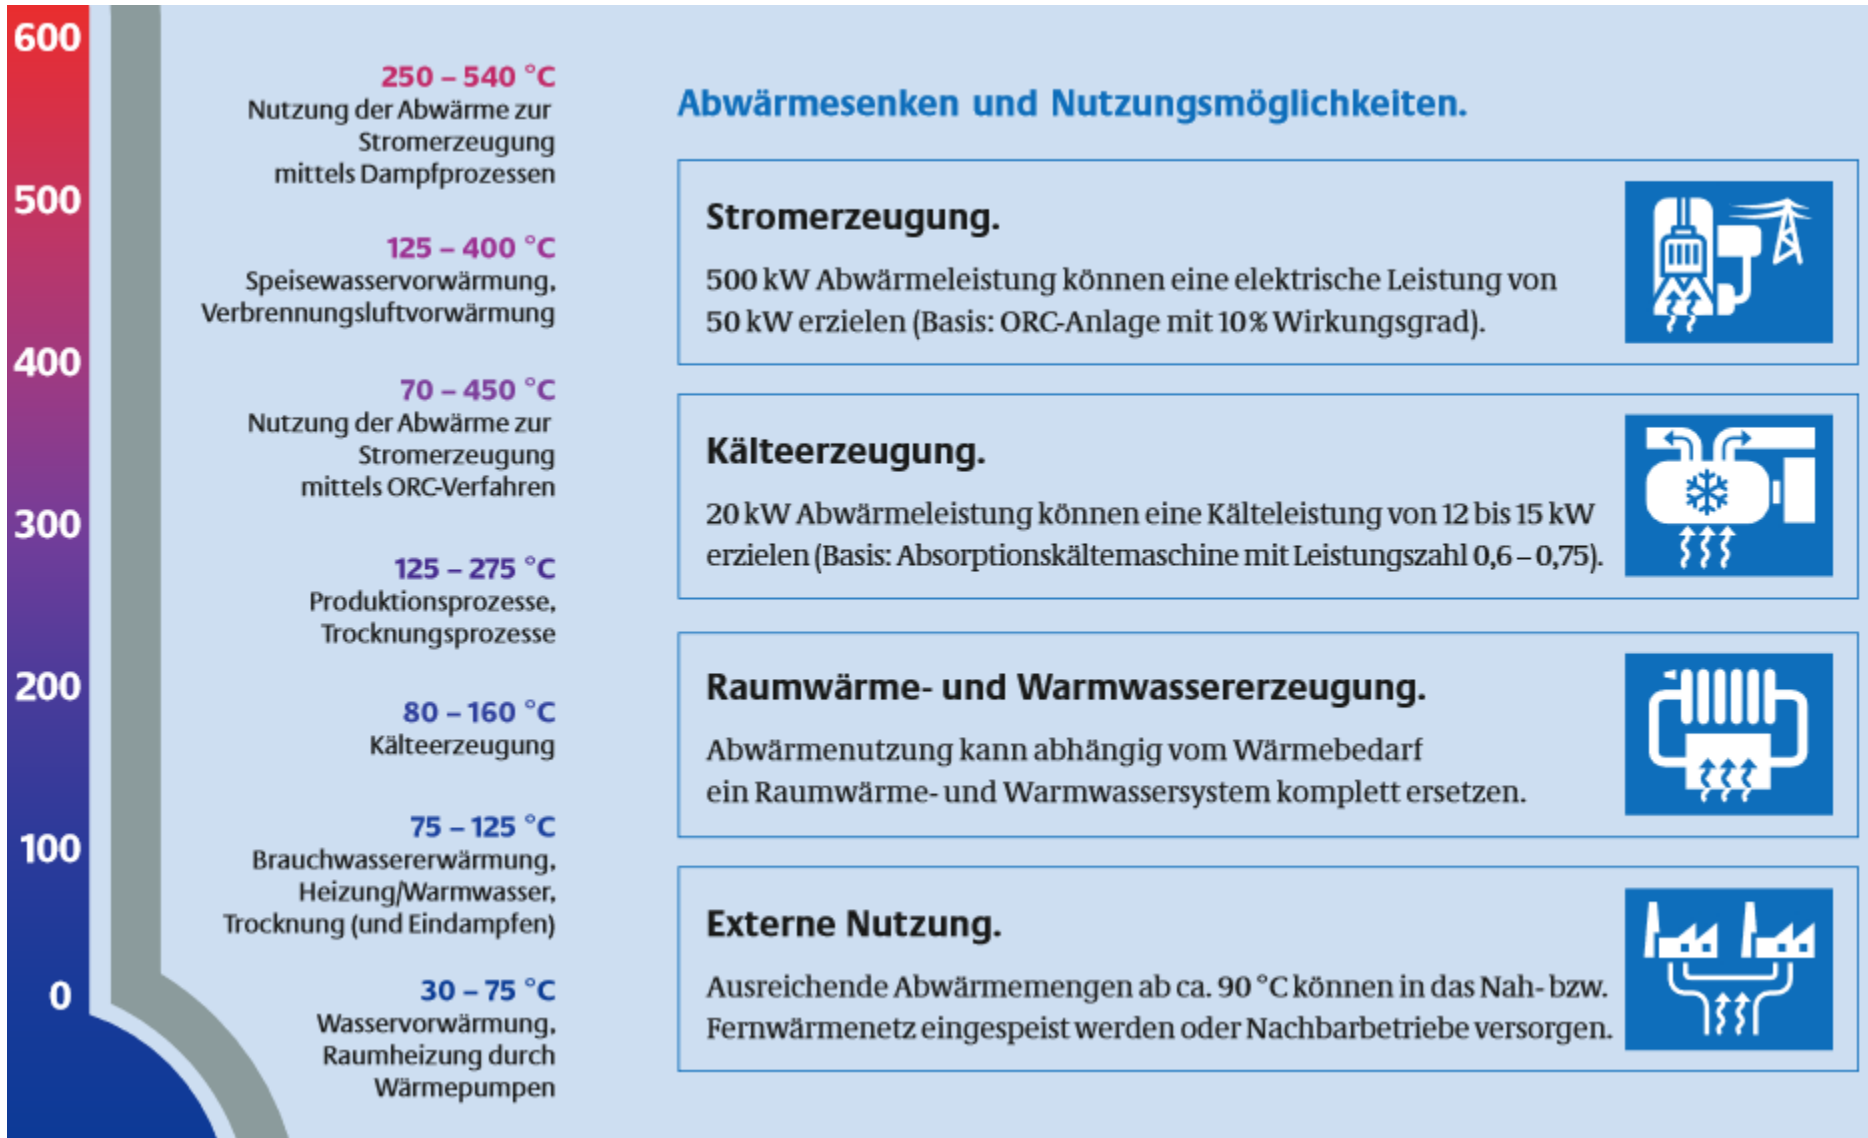 600
500
400
300
200
100
0
250 – 540 °C
Nutzung der Abwärme zur
Stromerzeugung
mittels Dampfprozessen
125 – 400 °C
Speisewasservorwärmung,
Verbrennungsluftvorwärmung
70 – 450 °C
Nutzung der Abwärme zur
Stromerzeugung
mittels ORC-Verfahren
125 – 275 °C
Produktionsprozesse,
Trocknungsprozesse
80 – 160 °C
Kälteerzeugung
75 – 125 °C
Brauchwassererwärmung,
Heizung/Warmwasser,
Trocknung (und Eindampfen)
30 – 75 °C
Wasservorwärmung,
Raumheizung durch
Wärmepumpen
Abwärmesenken und Nutzungsmöglichkeiten.
Stromerzeugung.
500 kW Abwärmeleistung können eine elektrische Leistung von
50 kW erzielen (Basis: ORC-Anlage mit 10 % Wirkungsgrad).
Kälteerzeugung.
20 kW Abwärmeleistung können eine Kälteleistung von 12 bis 15 kW
erzielen (Basis: Absorptionskältemaschine mit Leistungszahl 0,6 – 0,75).
Raumwärme- und Warmwassererzeugung.
Abwärmenutzung kann abhängig vom Wärmebedarf
ein Raumwärme- und Warmwassersystem komplett ersetzen.
Externe Nutzung.
Ausreichende Abwärmemengen ab ca. 90 °C können in das Nah- bzw.
Fernwärmenetz eingespeist werden oder Nachbarbetriebe versorgen.